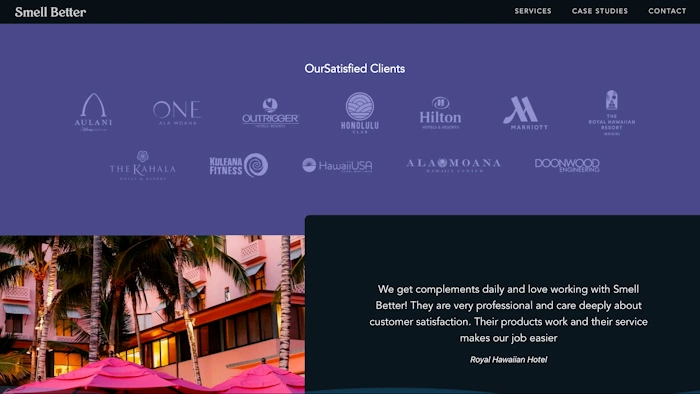 Smell Better
SERVICES CASE STUDIES CONTACT
OurSatisfied Clients
AULANI
ONE
ALA MOANA
OUTRIGGER
HOTELS · RESORTS
HONOLULU
CLUB
Hilton
HOTELS & RESORTS
MARRIOTT
THE
ROYAL HAWAIIAN
RESORT
WAIKIKI
THE KAHALA
HOTEL & RESORT
KULEANA
FITNESS
HawaiiUSA
ALA MOANA
HAWAII'S CENTER
DOONWOOD
ENGINEERING
We get complements daily and love working with Smell
Better! They are very professional and care deeply about
customer satisfaction. Their products work and their service
makes our job easier
Royal Hawaiian Hotel